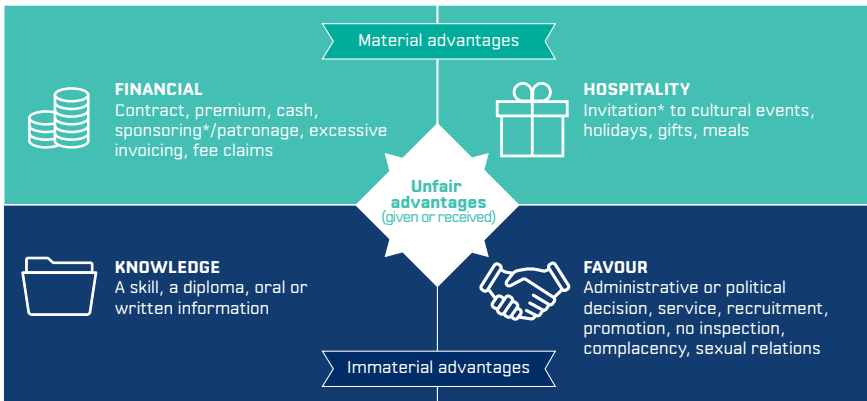 Material advantages
FINANCIAL
Contract, premium, cash,
sponsoring*/patronage, excessive
invoicing, fee claims
HOSPITALITY
Invitation* to cultural events,
holidays, gifts, meals
Unfair
advantages
(given or received)
KNOWLEDGE
A skill, a diploma, oral or
written information
FAVOUR
Administrative or political
decision, service, recruitment,
promotion, no inspection,
complacency, sexual relations
Immaterial advantages